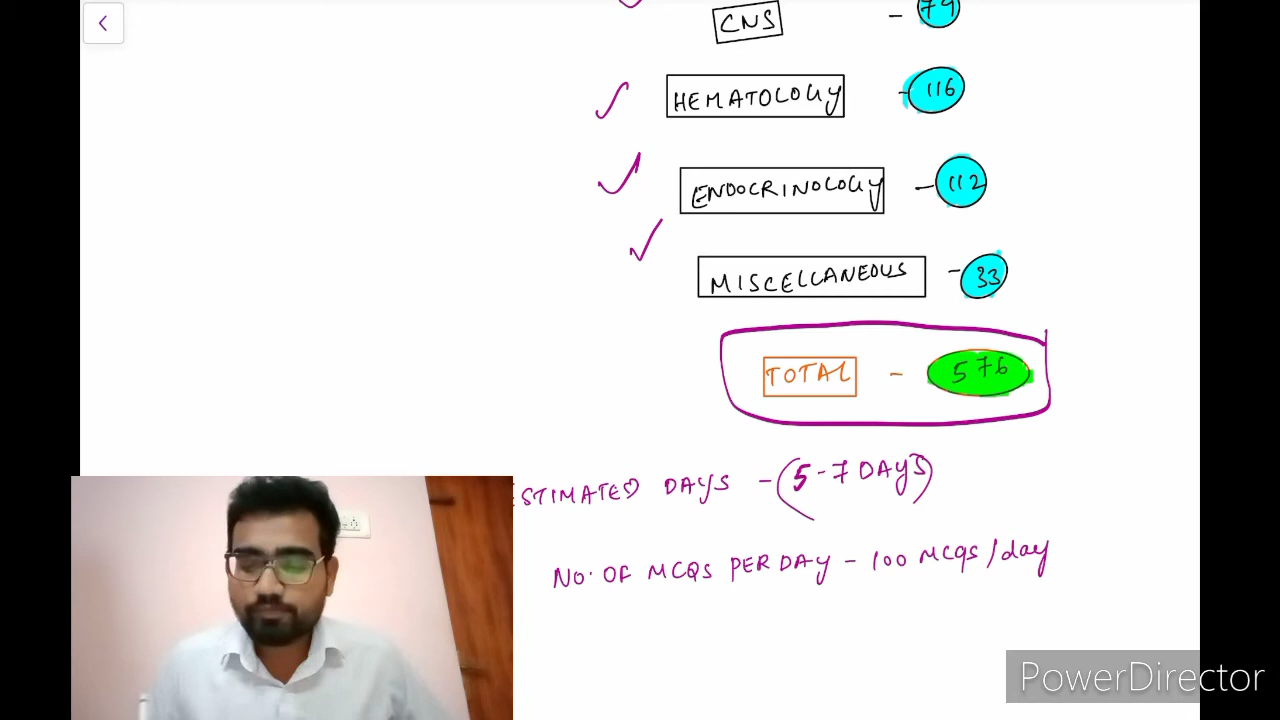 CNS - 79
HEMATOLOGY - 116
ENDOCRINOLOGY - 112
MISCELLANEOUS - 33
TOTAL - 576
ESTIMATED DAYS - (5-7 DAYS)
NO. OF MCQS PER DAY - 100 MCQS/day
PowerDirector